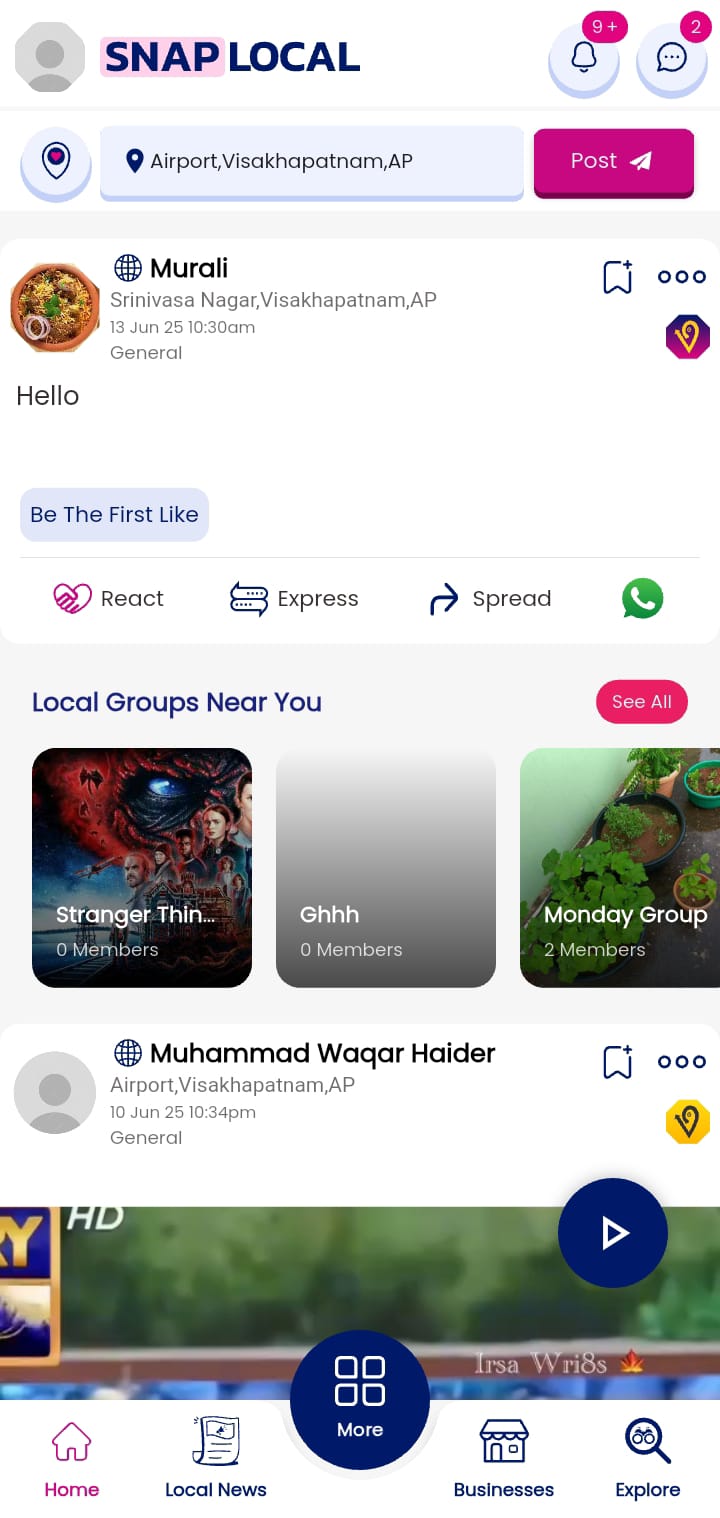 SNAP LOCAL
9 +
2
Airport,Visakhapatnam,AP
Post
Murali
Srinivasa Nagar,Visakhapatnam,AP
13 Jun 25 10:30am
General
Hello
Be The First Like
React
Express
Spread
Local Groups Near You
See All
Stranger Thin...
0 Members
Ghhh
0 Members
Monday Group
2 Members
Muhammad Waqar Haider
Airport,Visakhapatnam,AP
10 Jun 25 10:34pm
General
RY
HD
Irsa Wri8s
More
Home
Local News
Businesses
Explore